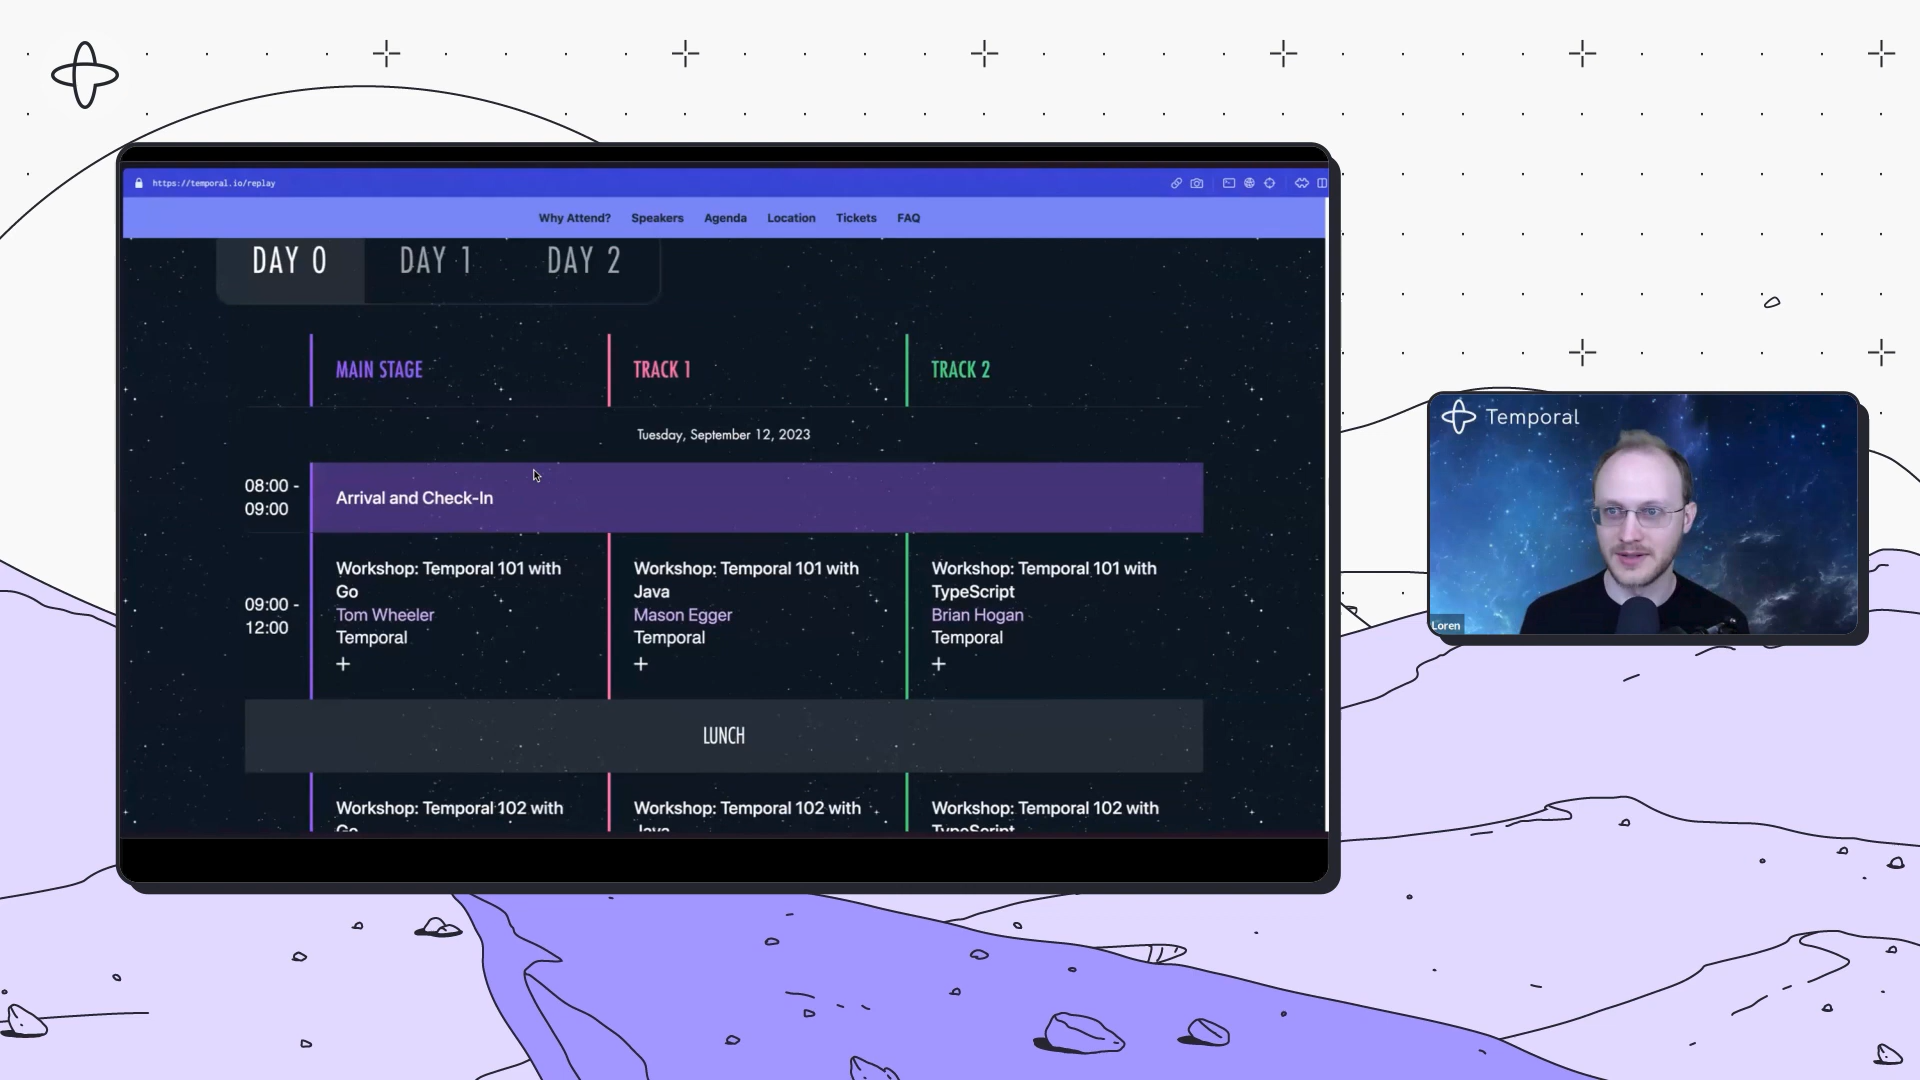 https://temporal.io/replay
Why Attend? Speakers Agenda Location Tickets FAQ
DAY 0 DAY 1 DAY 2
MAIN STAGE TRACK 1 TRACK 2
Tuesday, September 12, 2023
08:00 -
09:00
Arrival and Check-In
09:00 -
12:00
Workshop: Temporal 101 with
Go
Tom Wheeler
Temporal
+
Workshop: Temporal 101 with
Java
Mason Egger
Temporal
+
Workshop: Temporal 101 with
TypeScript
Brian Hogan
Temporal
+
LUNCH
Workshop: Temporal 102 with
Go
Workshop: Temporal 102 with
Java
Workshop: Temporal 102 with
TypeScript
Temporal
Loren